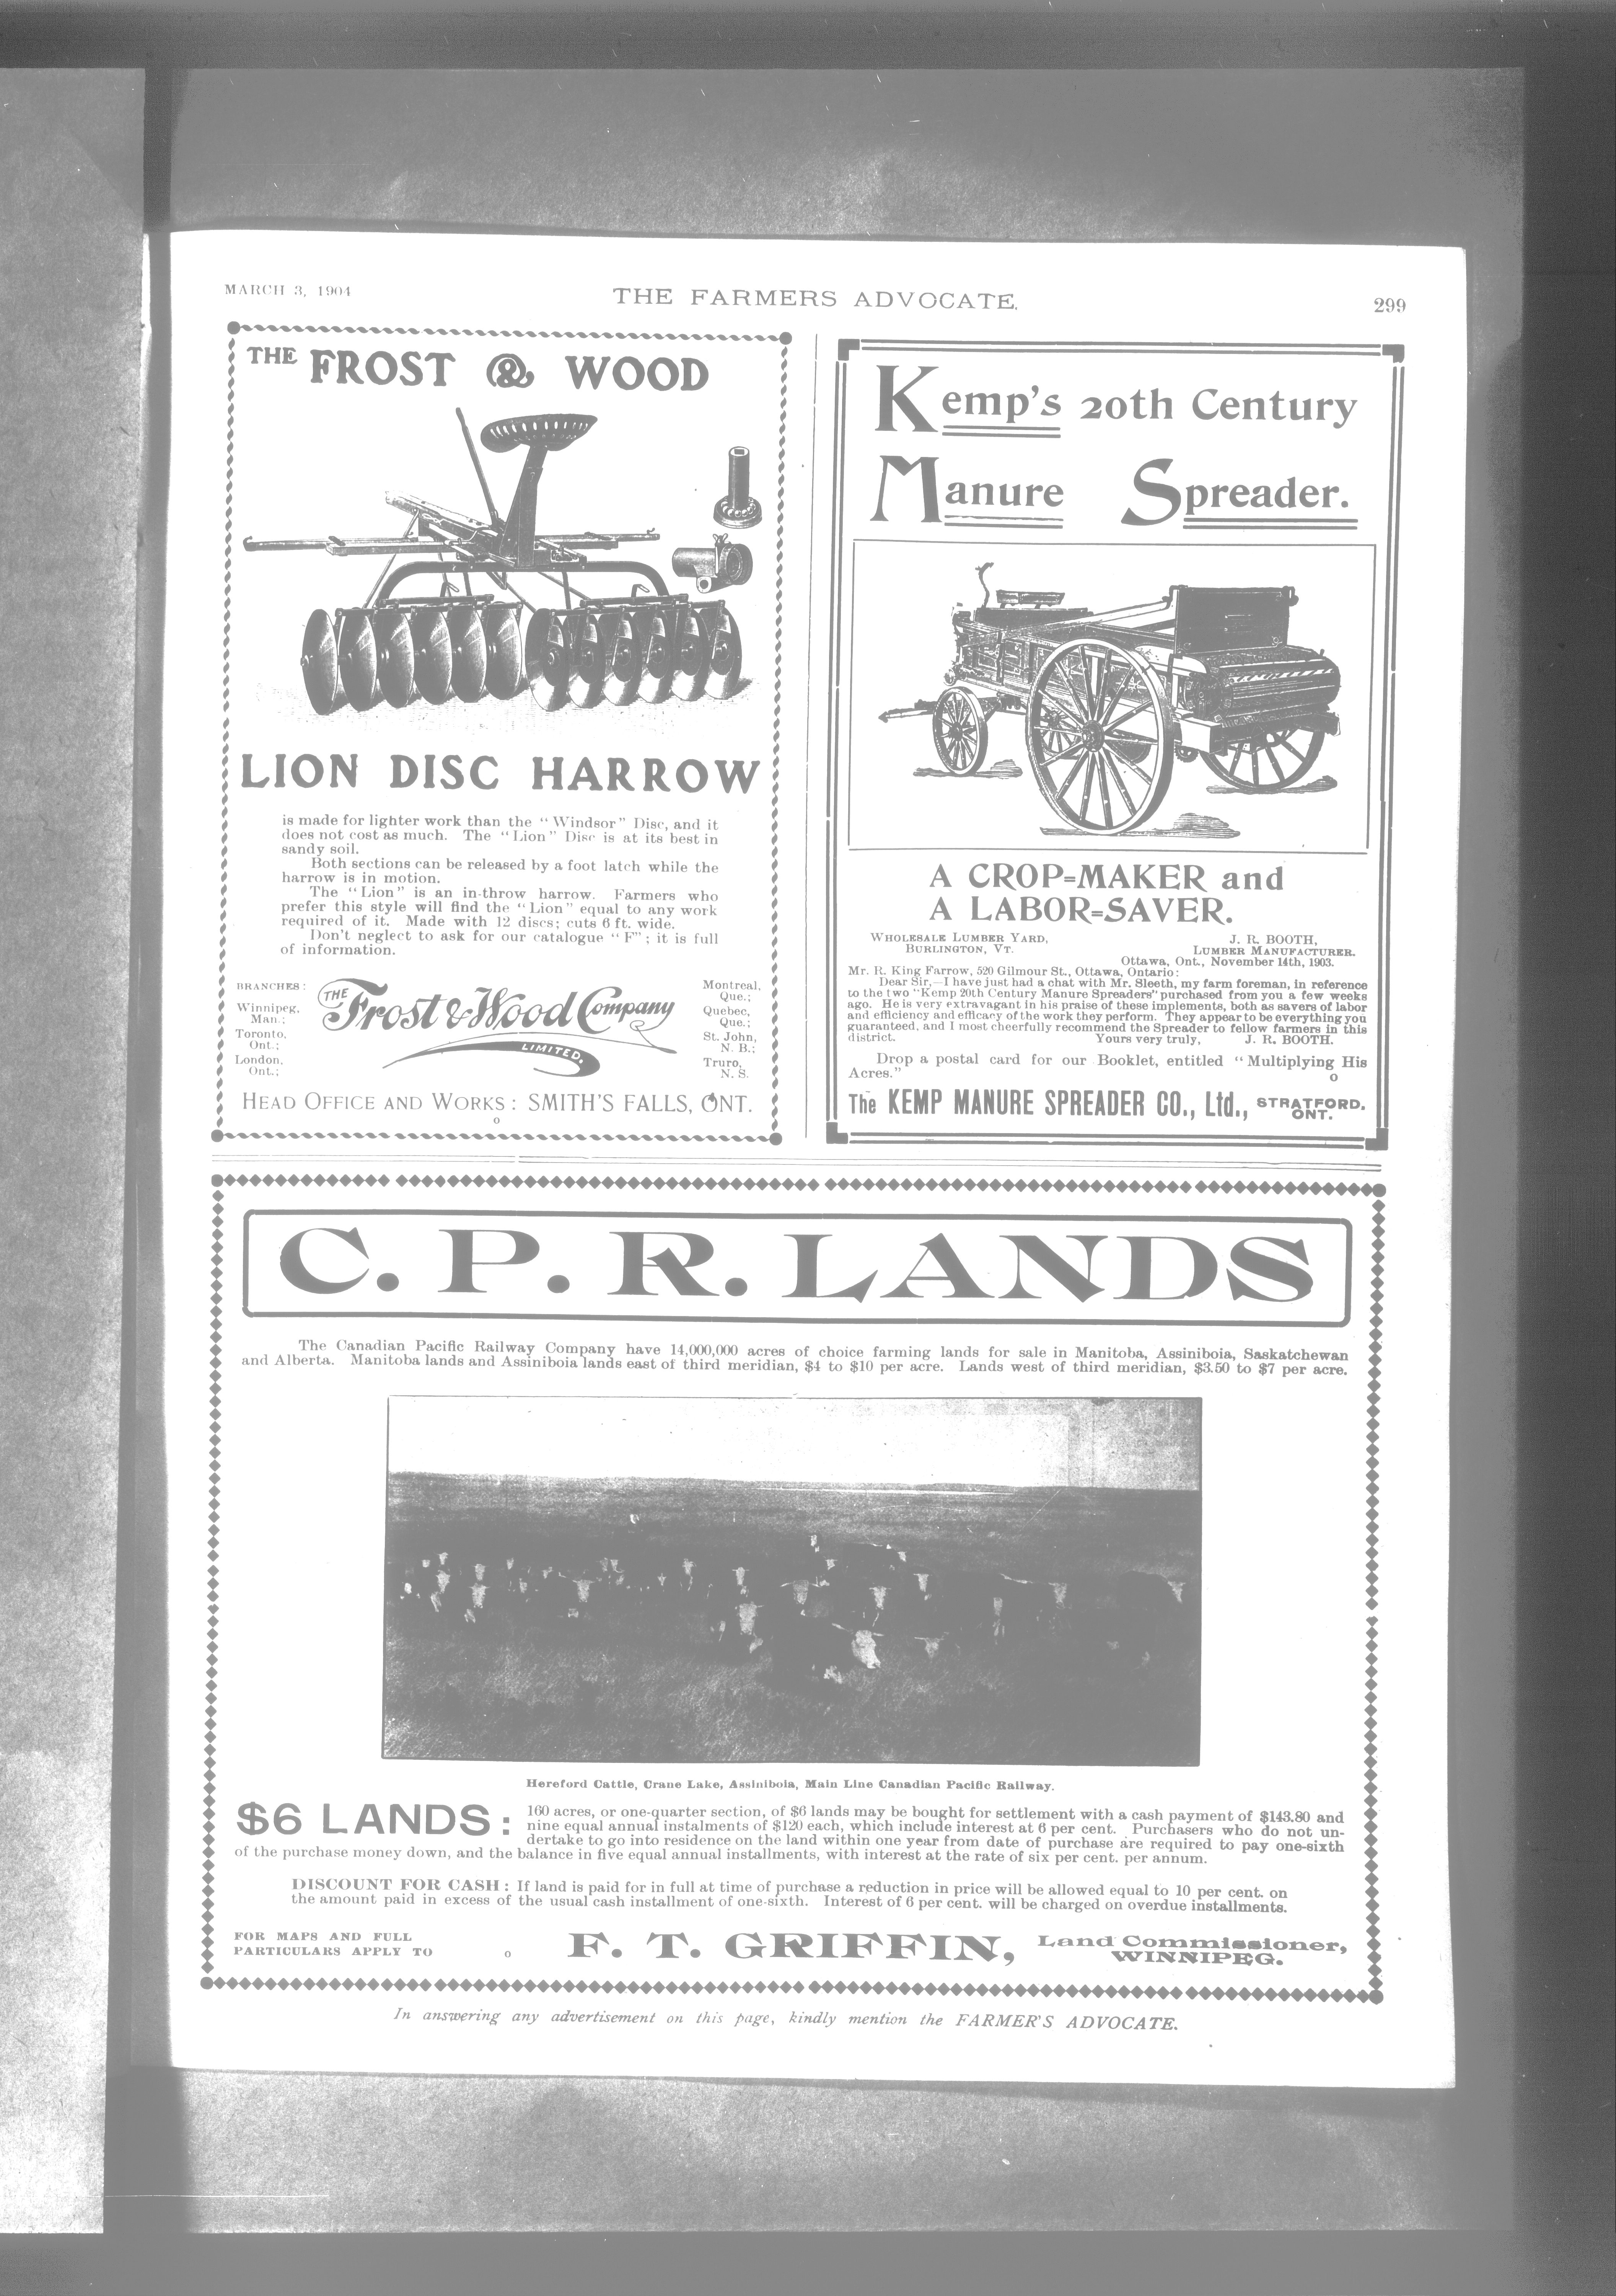 MARCH 3, 1904
THE FARMERS ADVOCATE.
299
THE FROST & WOOD
LION DISC HARROW
is made for lighter work than the "Windsor" Disc, and it
does not cost as much. The "Lion" Disc is at its best in
sandy soil.
Both sections can be released by a foot latch while the
harrow is in motion.
The "Lion" is an in-throw harrow. Farmers who
prefer this style will find the "Lion" equal to any work
required of it. Made with 12 discs; cuts 6 ft. wide.
Don't neglect to ask for our catalogue "F"; it is full
of information.
BRANCHES:
Winnipeg,
Man.;
Toronto,
Ont.;
London,
Ont.;
THE Frost & Wood Company
LIMITED.
Montreal,
Que.;
Quebec,
Que.;
St. John,
N. B.;
Truro,
N. S.
HEAD OFFICE AND WORKS: SMITH'S FALLS, ONT.
o
Kemp's 20th Century
Manure Spreader.
A CROP=MAKER and
A LABOR=SAVER.
WHOLESALE LUMBER YARD,
BURLINGTON, VT.
J. R. BOOTH,
LUMBER MANUFACTURER.
Ottawa, Ont., November 14th, 1903.
Mr. R. King Farrow, 520 Gilmour St., Ottawa, Ontario:
Dear Sir,—I have just had a chat with Mr. Sleeth, my farm foreman, in reference
to the two "Kemp 20th Century Manure Spreaders" purchased from you a few weeks
ago. He is very extravagant in his praise of these implements, both as savers of labor
and efficiency and efficacy of the work they perform. They appear to be everything you
guaranteed, and I most cheerfully recommend the Spreader to fellow farmers in this
district. Yours very truly, J. R. BOOTH.
Drop a postal card for our Booklet, entitled "Multiplying His
Acres."
o
The KEMP MANURE SPREADER CO., Ltd., STRATFORD,
ONT.
C. P. R. LANDS
The Canadian Pacific Railway Company have 14,000,000 acres of choice farming lands for sale in Manitoba, Assiniboia, Saskatchewan
and Alberta. Manitoba lands and Assiniboia lands east of third meridian, $4 to $10 per acre. Lands west of third meridian, $3.50 to $7 per acre.
Hereford Cattle, Crane Lake, Assiniboia, Main Line Canadian Pacific Railway.
$6 LANDS: 160 acres, or one-quarter section, of $6 lands may be bought for settlement with a cash payment of $143.80 and
nine equal annual instalments of $120 each, which include interest at 6 per cent. Purchasers who do not un-
dertake to go into residence on the land within one year from date of purchase are required to pay one-sixth
of the purchase money down, and the balance in five equal annual installments, with interest at the rate of six per cent. per annum.
DISCOUNT FOR CASH: If land is paid for in full at time of purchase a reduction in price will be allowed equal to 10 per cent. on
the amount paid in excess of the usual cash installment of one-sixth. Interest of 6 per cent. will be charged on overdue installments.
FOR MAPS AND FULL
PARTICULARS APPLY TO
o
F. T. GRIFFIN, Land Commissioner,
WINNIPEG.
In answering any advertisement on this page, kindly mention the FARMER'S ADVOCATE.